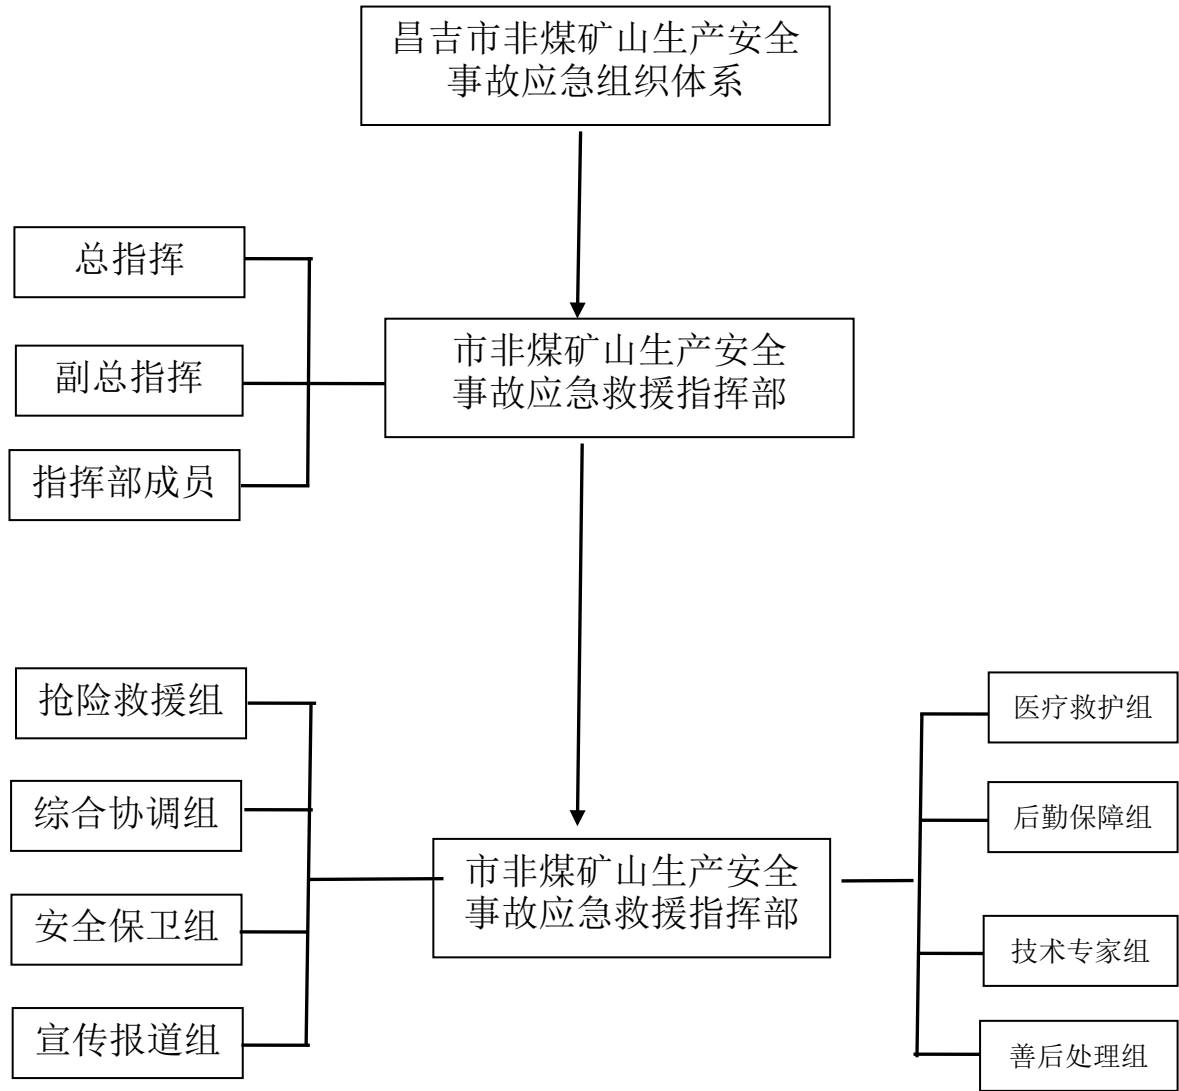 昌吉市非煤矿山生产安全
事故应急组织体系
总指挥
副总指挥
指挥部成员
市非煤矿山生产安全
事故应急救援指挥部
抢险救援组
综合协调组
安全保卫组
宣传报道组
市非煤矿山生产安全
事故应急救援指挥部
医疗救护组
后勤保障组
技术专家组
善后处理组